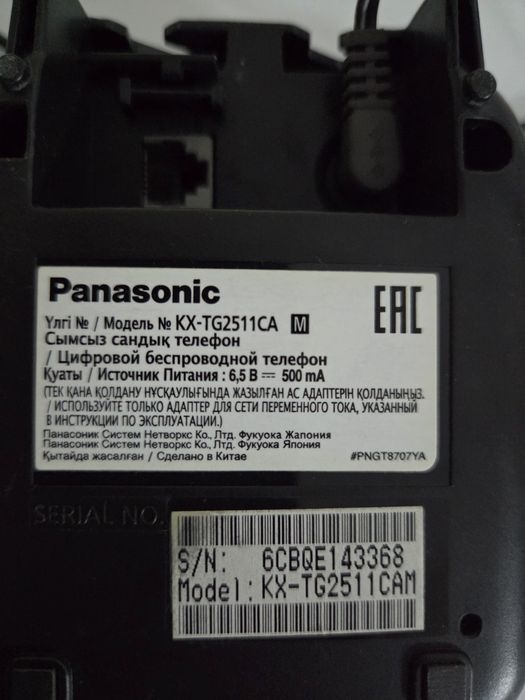 Panasonic
EAC
Үлгі № / Модель № KX-TG2511CA M
Сымсыз сандық телефон
/ Цифровой беспроводной телефон
Қуаты / Источник Питания : 6,5 В ⎓ 500 mA
(ТЕК ҚАНА ҚОЛДАНУ НҰСҚАУЛЫҒЫНДА ЖАЗЫЛҒАН АС АДАПТЕРІН ҚОЛДАНЫҢЫЗ.
/ ИСПОЛЬЗУЙТЕ ТОЛЬКО АДАПТЕР ДЛЯ СЕТИ ПЕРЕМЕННОГО ТОКА, УКАЗАННЫЙ
В ИНСТРУКЦИИ ПО ЭКСПЛУАТАЦИИ.)
Панасоник Систем Нетворкс Ко., Лтд. Фукуока Жапония
Панасоник Систем Нетворкс Ко., Лтд. Фукуока Япония
Қытайда жасалған / Сделано в Китае #PNGT8707YA
SERIAL NO.
S/N: 6CBQE143368
Model: KX-TG2511CAM